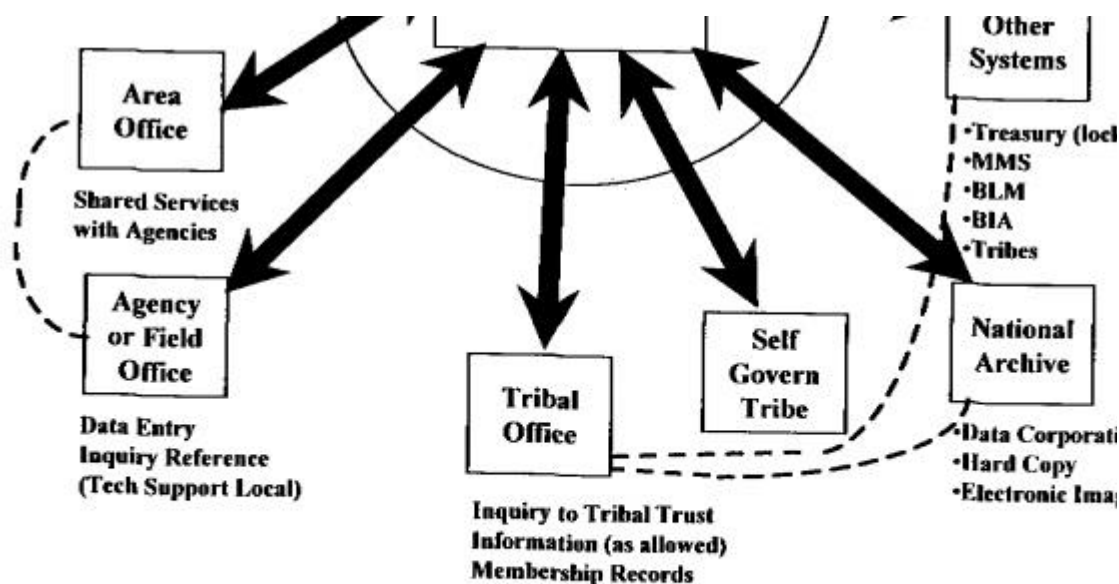 Other
Systems
Area
Office
•Treasury
•MMS
•BLM
•BIA
•Tribes
Shared Services
with Agencies
Agency
or Field
Office
National
Archive
Self
Govern
Tribe
Tribal
Office
Data Entry
Inquiry Reference
(Tech Support Local)
•Data
•Hard Copy
•Electronic
Inquiry to Tribal Trust
Information (as allowed)
Membership Records